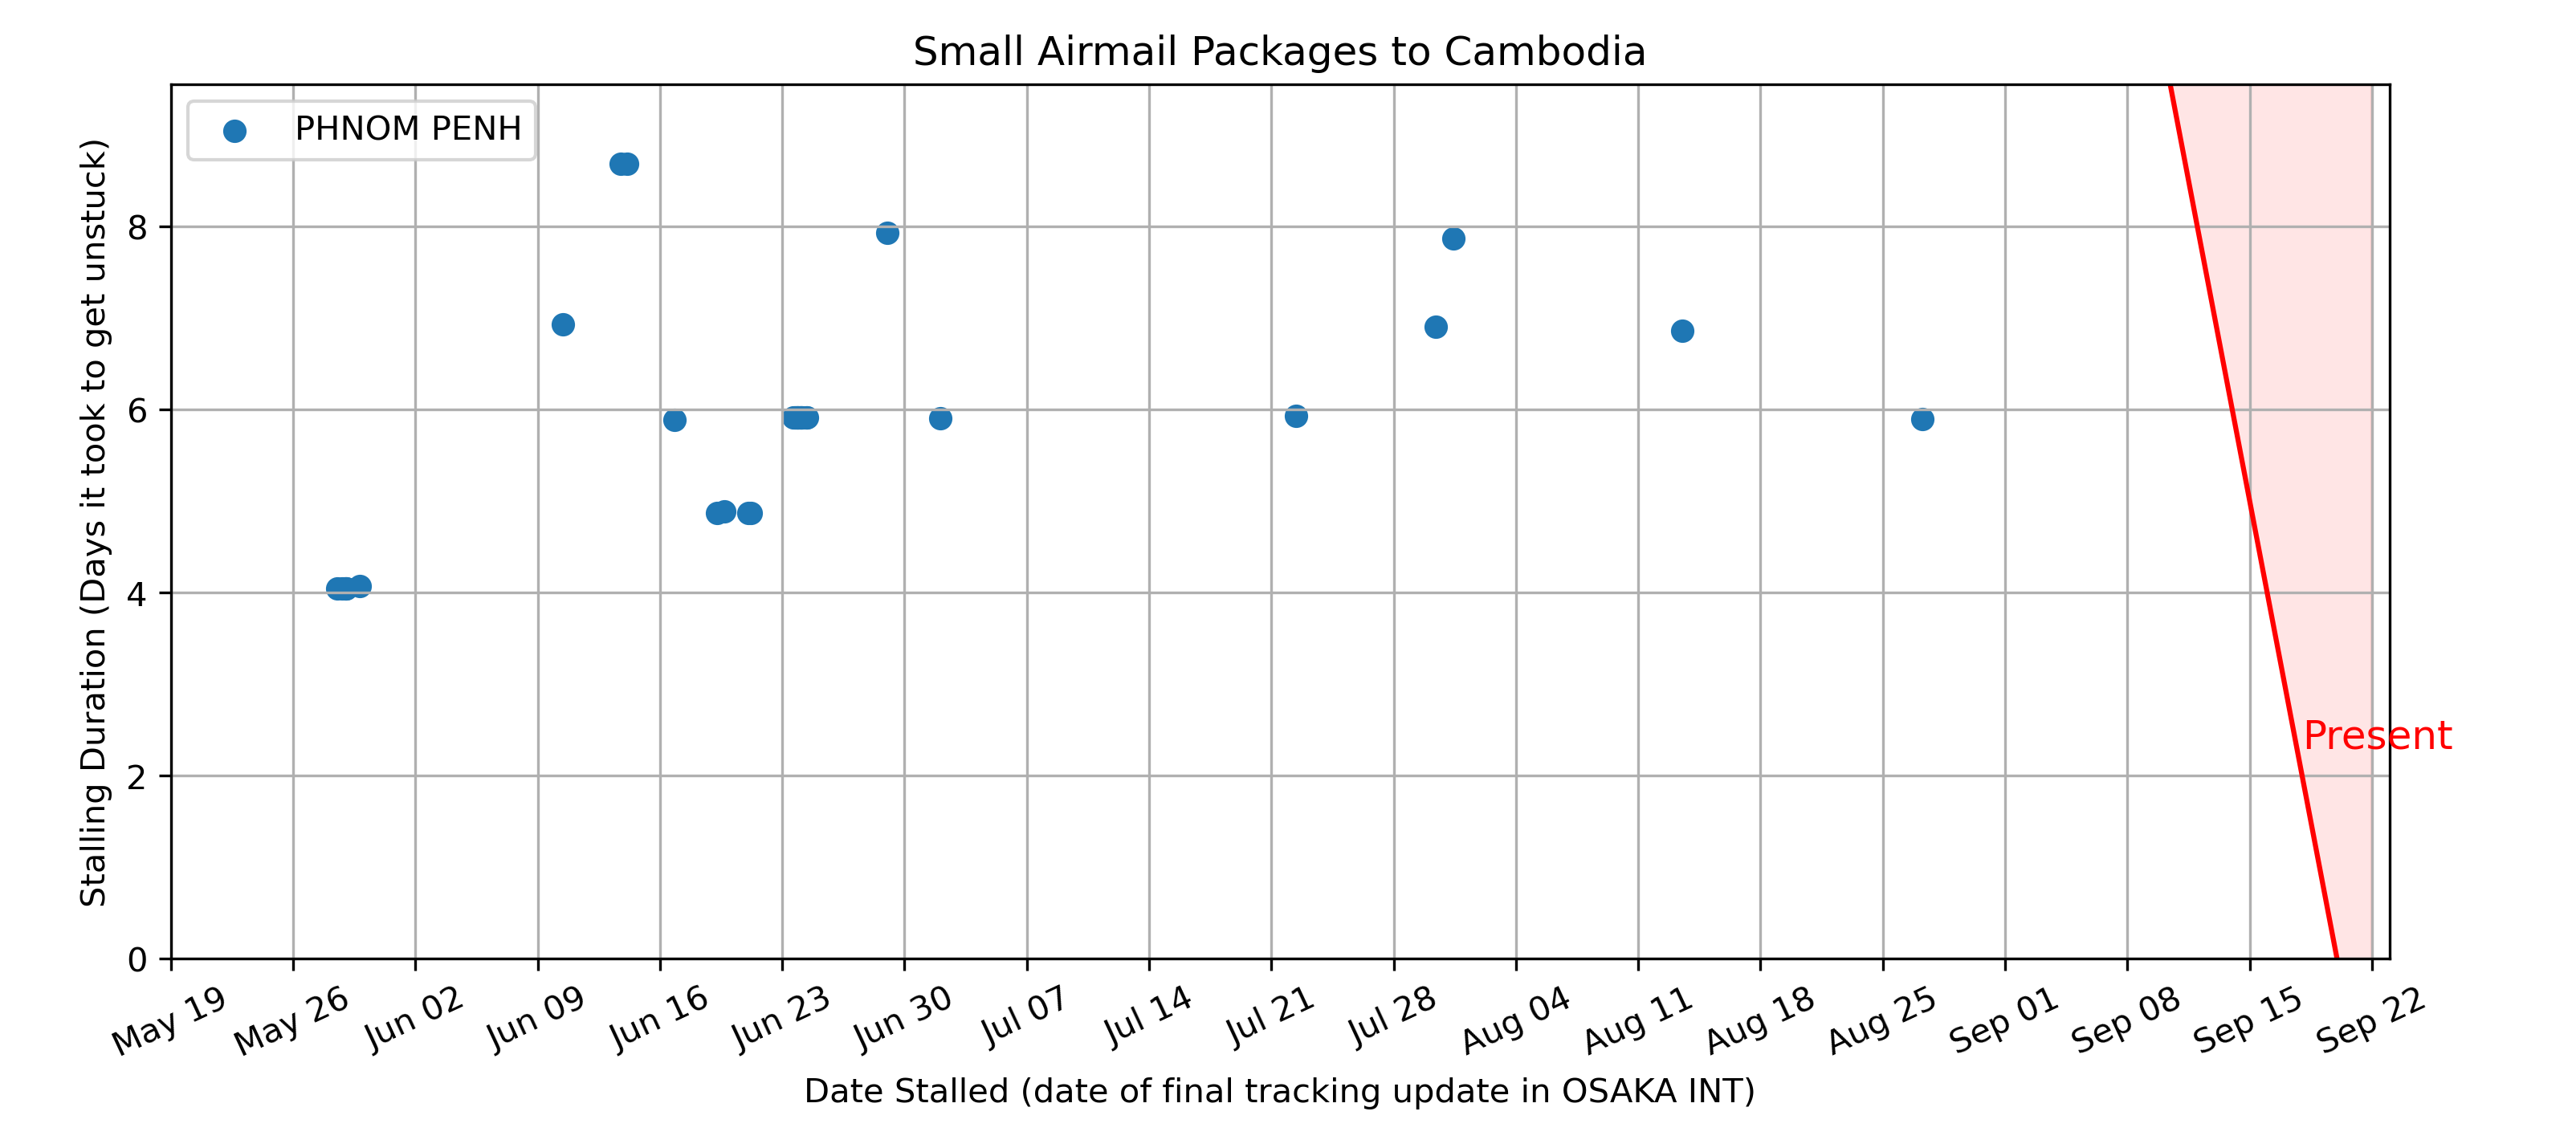 Small Airmail Packages to Cambodia
PHNOM PENH
Stalling Duration (Days it took to get unstuck)
8
6
4
2
0
Present
May 19
May 26
Jun 02
Jun 09
Jun 16
Jun 23
Jun 30
Jul 07
Jul 14
Jul 21
Jul 28
Aug 04
Aug 11
Aug 18
Aug 25
Sep 01
Sep 08
Sep 15
Sep 22
Date Stalled (date of final tracking update in OSAKA INT)